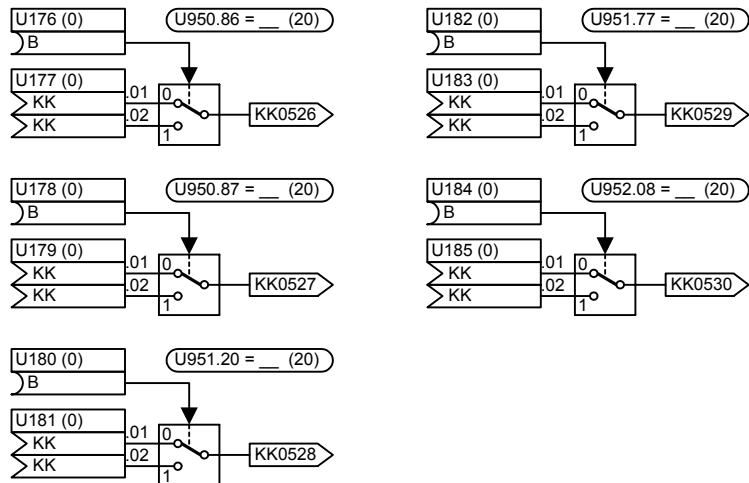 U176 (0) U950.86 = __ (20)
B
U177 (0)
KK .01 0
KK .02 1 KK0526
U178 (0) U950.87 = __ (20)
B
U179 (0)
KK .01 0
KK .02 1 KK0527
U180 (0) U951.20 = __ (20)
B
U181 (0)
KK .01 0
KK .02 1 KK0528
U182 (0) U951.77 = __ (20)
B
U183 (0)
KK .01 0
KK .02 1 KK0529
U184 (0) U952.08 = __ (20)
B
U185 (0)
KK .01 0
KK .02 1 KK0530